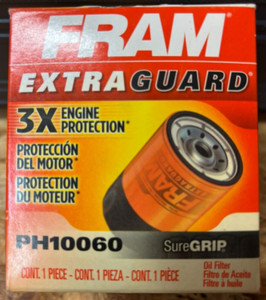 FRAM
EXTRAGUARD®
3X ENGINE
PROTECTION*
PROTECCIÓN
DEL MOTOR*
PROTECTION
DU MOTEUR*
FRAM
PH10060
SureGRIP
CONT. 1 PIECE - CONT. 1 PIEZA - CONT. 1 PIÈCE
Oil Filter
Filtro de Aceite
Filtre à huile